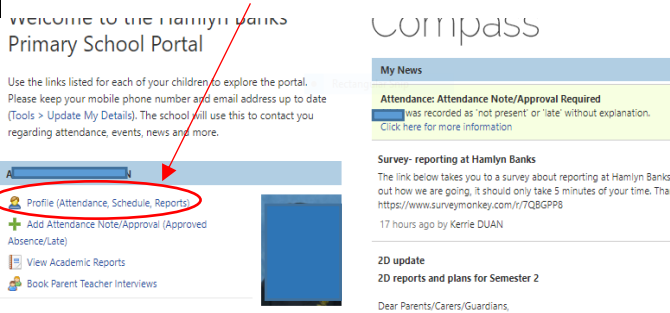 Welcome to the Hamlyn Banks
Primary School Portal
Use the links listed for each of your children to explore the portal.
Please keep your mobile phone number and email address up to date
(Tools > Update My Details). The school will use this to contact you
regarding attendance, events, news and more.
A N
Profile (Attendance, Schedule, Reports)
Add Attendance Note/Approval (Approved
Absence/Late)
View Academic Reports
Book Parent Teacher Interviews
Compass
My News
Attendance: Attendance Note/Approval Required
was recorded as 'not present' or 'late' without explanation.
Click here for more information
Survey- reporting at Hamlyn Banks
The link below takes you to a survey about reporting at Hamlyn Banks
out how we are going, it should only take 5 minutes of your time. Tha
https://www.surveymonkey.com/r/7QBGPP8
17 hours ago by Kerrie DUAN
2D update
2D reports and plans for Semester 2
Dear Parents/Carers/Guardians,